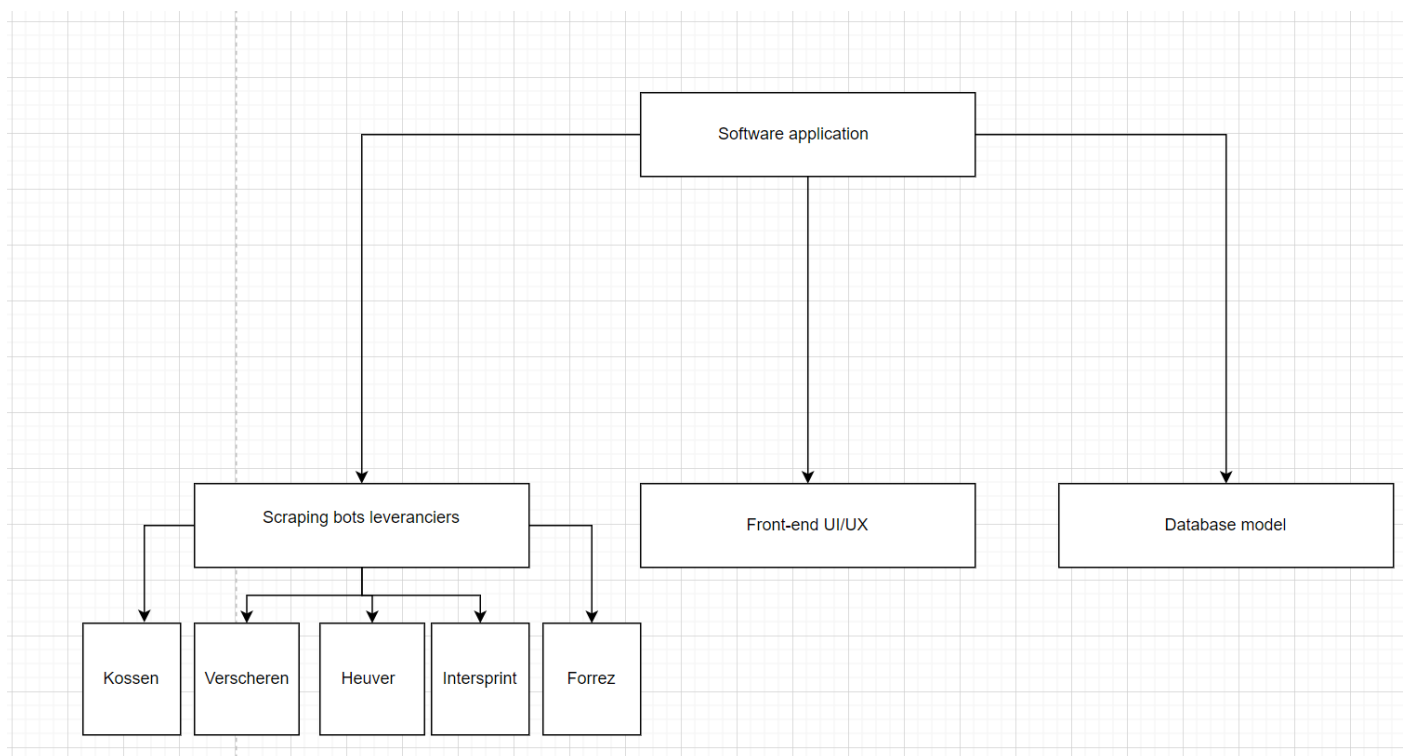 Software application
Scraping bots leveranciers
Front-end UI/UX
Database model
Kossen
Verscheren
Heuver
Intersprint
Forrez